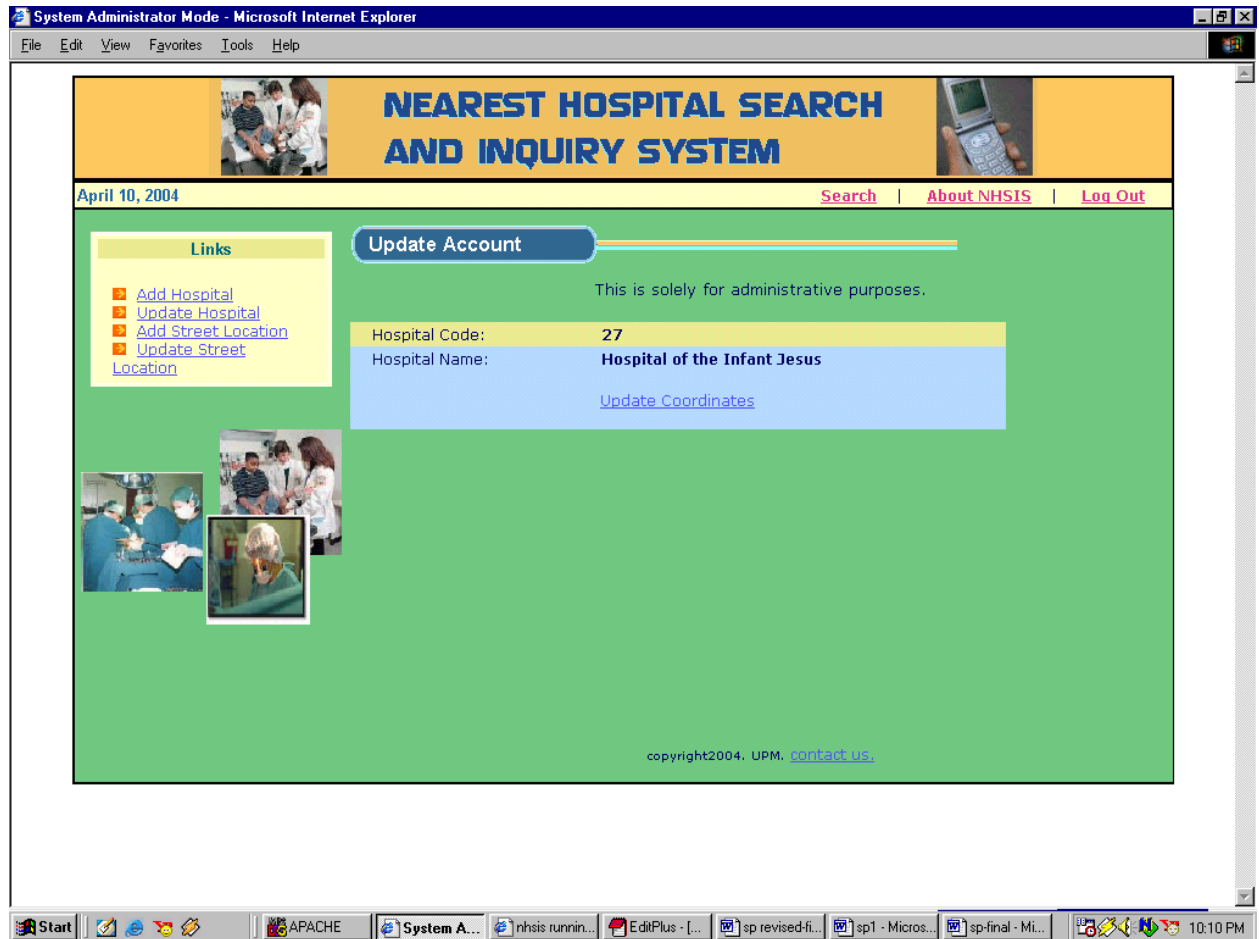 System Administrator Mode - Microsoft Internet Explorer
File Edit View Favorites Tools Help
NEAREST HOSPITAL SEARCH
AND INQUIRY SYSTEM
April 10, 2004
Search | About NHSIS | Log Out
Links
Add Hospital
Update Hospital
Add Street Location
Update Street
Location
Update Account
This is solely for administrative purposes.
Hospital Code: 27
Hospital Name: Hospital of the Infant Jesus
Update Coordinates
copyright2004. UPM. contact us.
Start APACHE System A... nhsis runnin... EditPlus - [... sp revised-fi... sp1 - Micros... sp-final - Mi... 10:10 PM